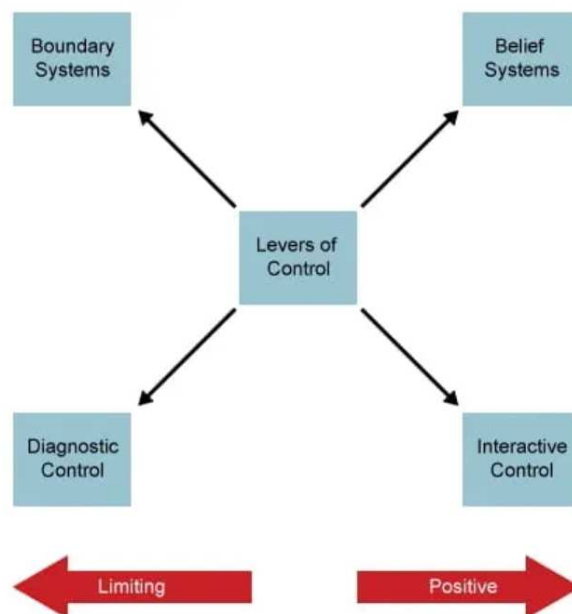 Boundary
Systems
Belief
Systems
Levers of
Control
Diagnostic
Control
Interactive
Control
Limiting
Positive